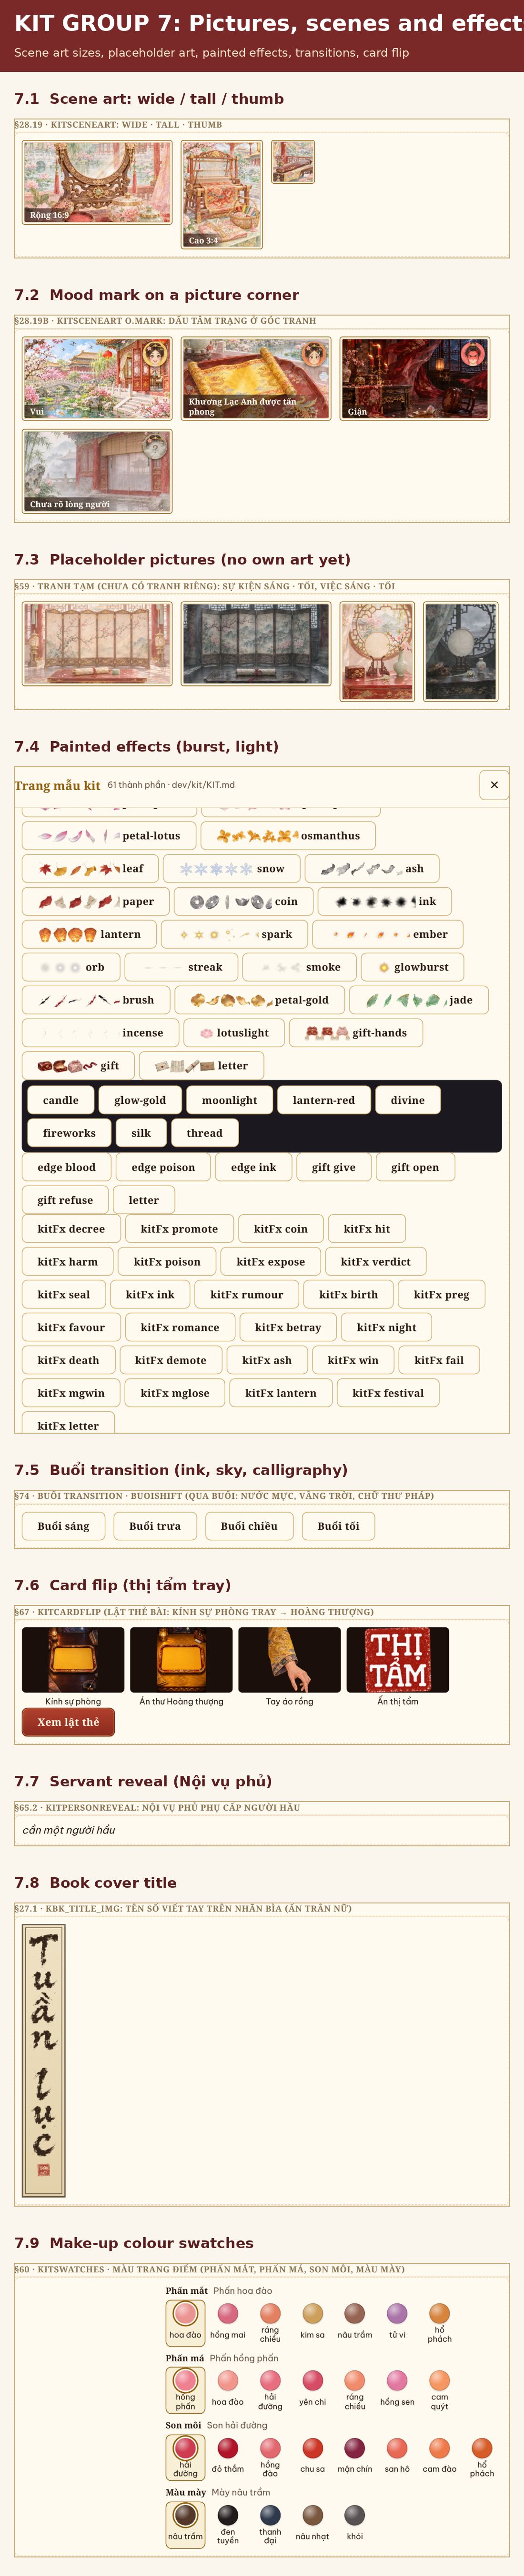 KIT GROUP 7: Pictures, scenes and effect
Scene art sizes, placeholder art, painted effects, transitions, card flip
7.1 Scene art: wide / tall / thumb
§28.19 · KITSCENEART: WIDE · TALL · THUMB
Rộng 16:9
Cao 3:4
7.2 Mood mark on a picture corner
§28.19B · KITSCENEART O.MARK: DẤU TÂM TRẠNG Ở GÓC TRANH
Vui
Khương Lạc Anh được tấn
phong
Giận
Chưa rõ lòng người
7.3 Placeholder pictures (no own art yet)
§59 · TRANH TẠM (CHƯA CÓ TRANH RIÊNG): SỰ KIỆN SÁNG · TỐI, VIỆC SÁNG · TỐI
7.4 Painted effects (burst, light)
Trang mẫu kit 61 thành phần · dev/kit/KIT.md ✕
petal-lotus osmanthus
leaf snow ash
paper coin ink
lantern spark ember
orb streak smoke glowburst
brush petal-gold jade
incense lotuslight gift-hands
gift letter
candle glow-gold moonlight lantern-red divine
fireworks silk thread
edge blood edge poison edge ink gift give gift open
gift refuse letter
kitFx decree kitFx promote kitFx coin kitFx hit
kitFx harm kitFx poison kitFx expose kitFx verdict
kitFx seal kitFx ink kitFx rumour kitFx birth kitFx preg
kitFx favour kitFx romance kitFx betray kitFx night
kitFx death kitFx demote kitFx ash kitFx win kitFx fail
kitFx mgwin kitFx mglose kitFx lantern kitFx festival
kitFx letter
7.5 Buổi transition (ink, sky, calligraphy)
§74 · BUỔI TRANSITION · BUOISHIFT (QUA BUỔI: NƯỚC MỰC, VẦNG TRỜI, CHỮ THƯ PHÁP)
Buổi sáng Buổi trưa Buổi chiều Buổi tối
7.6 Card flip (thị tẩm tray)
§67 · KITCARDFLIP (LẬT THẺ BÀI: KÍNH SỰ PHÒNG TRAY → HOÀNG THƯỢNG)
THỊ
TẨM
Kính sự phòng Án thư Hoàng thượng Tay áo rồng Ấn thị tẩm
Xem lật thẻ
7.7 Servant reveal (Nội vụ phủ)
§65.2 · KITPERSONREVEAL: NỘI VỤ PHỦ PHỤ CẤP NGƯỜI HẦU
cần một người hầu
7.8 Book cover title
§27.1 · KBK_TITLE_IMG: TÊN SỔ VIẾT TAY TRÊN NHÃN BÌA (ẤN TRÂN NỮ)
Tuần lục
7.9 Make-up colour swatches
§60 · KITSWATCHES · MÀU TRANG ĐIỂM (PHẤN MẮT, PHẤN MÁ, SON MÔI, MÀU MÀY)
Phấn mắt Phấn hoa đào
hoa đào hồng mai ráng chiều kim sa nâu trầm tử vi hổ phách
Phấn má Phấn hồng phấn
hồng phấn hoa đào hải đường yên chi ráng chiều hồng sen cam quýt
Son môi Son hải đường
hải đường đỏ thắm hồng đào chu sa mận chín san hô cam đào hổ phách
Màu mày Mày nâu trầm
nâu trầm đen tuyền thanh đại nâu nhạt khói